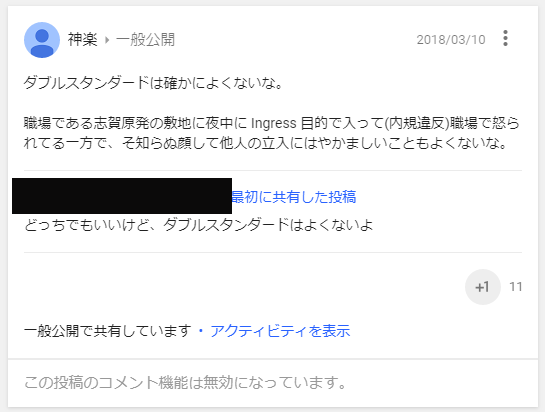 神楽 ▸ 一般公開
2018/03/10
ダブルスタンダードは確かによくないな。
職場である志賀原発の敷地に夜中に Ingress 目的で入って(内規違反)職場で怒ら
れてる一方で、そ知らぬ顔して他人の立入にはやかましいこともよくないな。
最初に共有した投稿
どっちでもいいけど、ダブルスタンダードはよくないよ
+1 11
一般公開で共有しています・アクティビティを表示
この投稿のコメント機能は無効になっています。